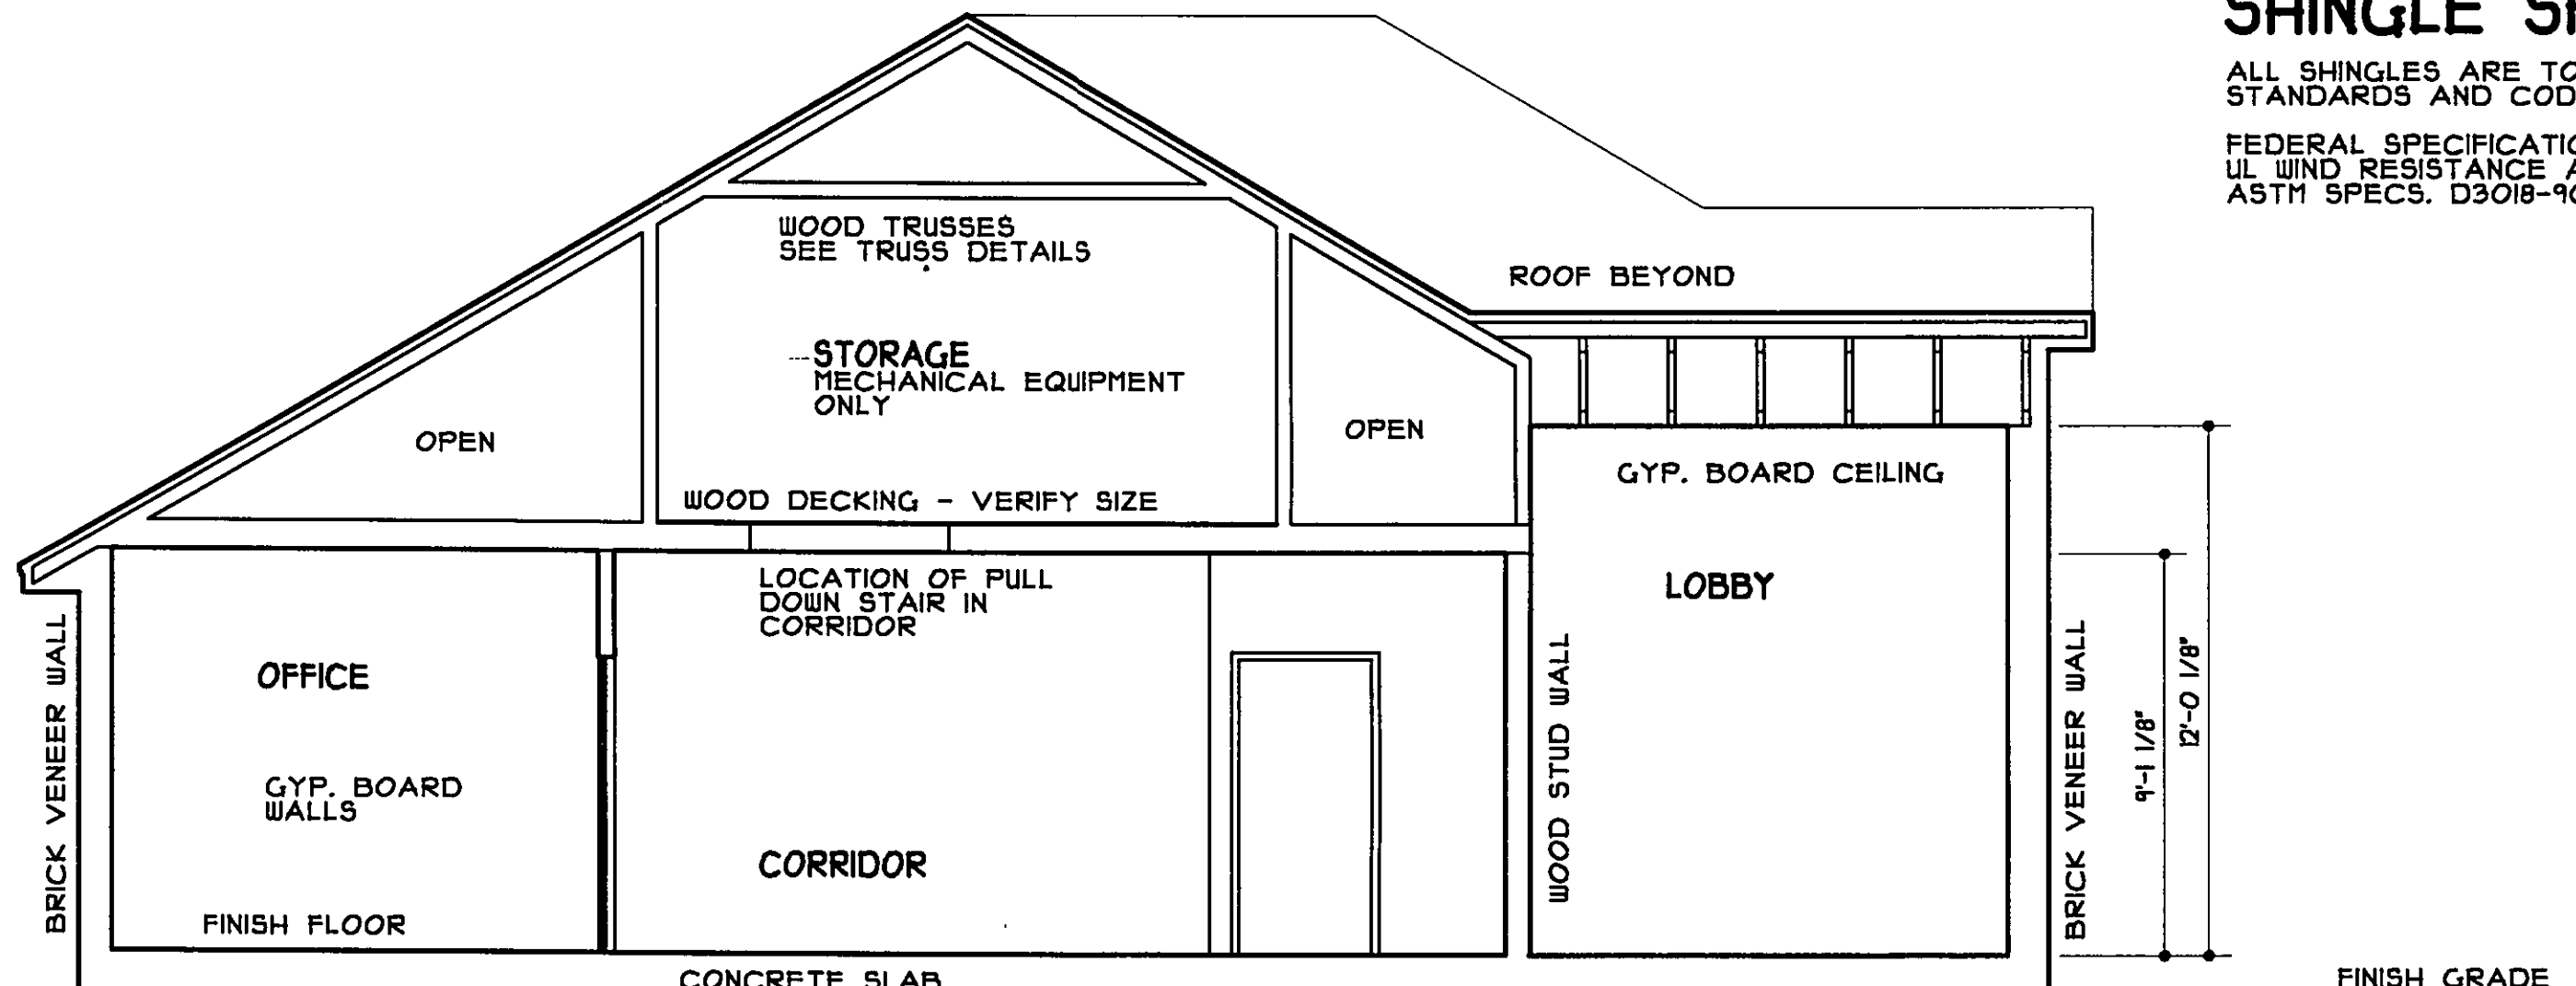 SHINGLE
ALL SHINGLES ARE TO
STANDARDS AND
FEDERAL
UL WIND RESISTANCE
ASTM SPECS.
WOOD TRUSSES
SEE TRUSS DETAILS
ROOF BEYOND
STORAGE
MECHANICAL EQUIPMENT
ONLY
OPEN
OPEN
GYP. BOARD CEILING
WOOD DECKING - VERIFY SIZE
LOCATION OF PULL
DOWN STAIR IN
CORRIDOR
LOBBY
OFFICE
GYP. BOARD
WALLS
CORRIDOR
FINISH FLOOR
BRICK VENEER WALL
WOOD STUD WALL
BRICK VENEER WALL
9'-1 1/8"
12'-0 1/8"
CONCRETE SLAB
FINISH GRADE